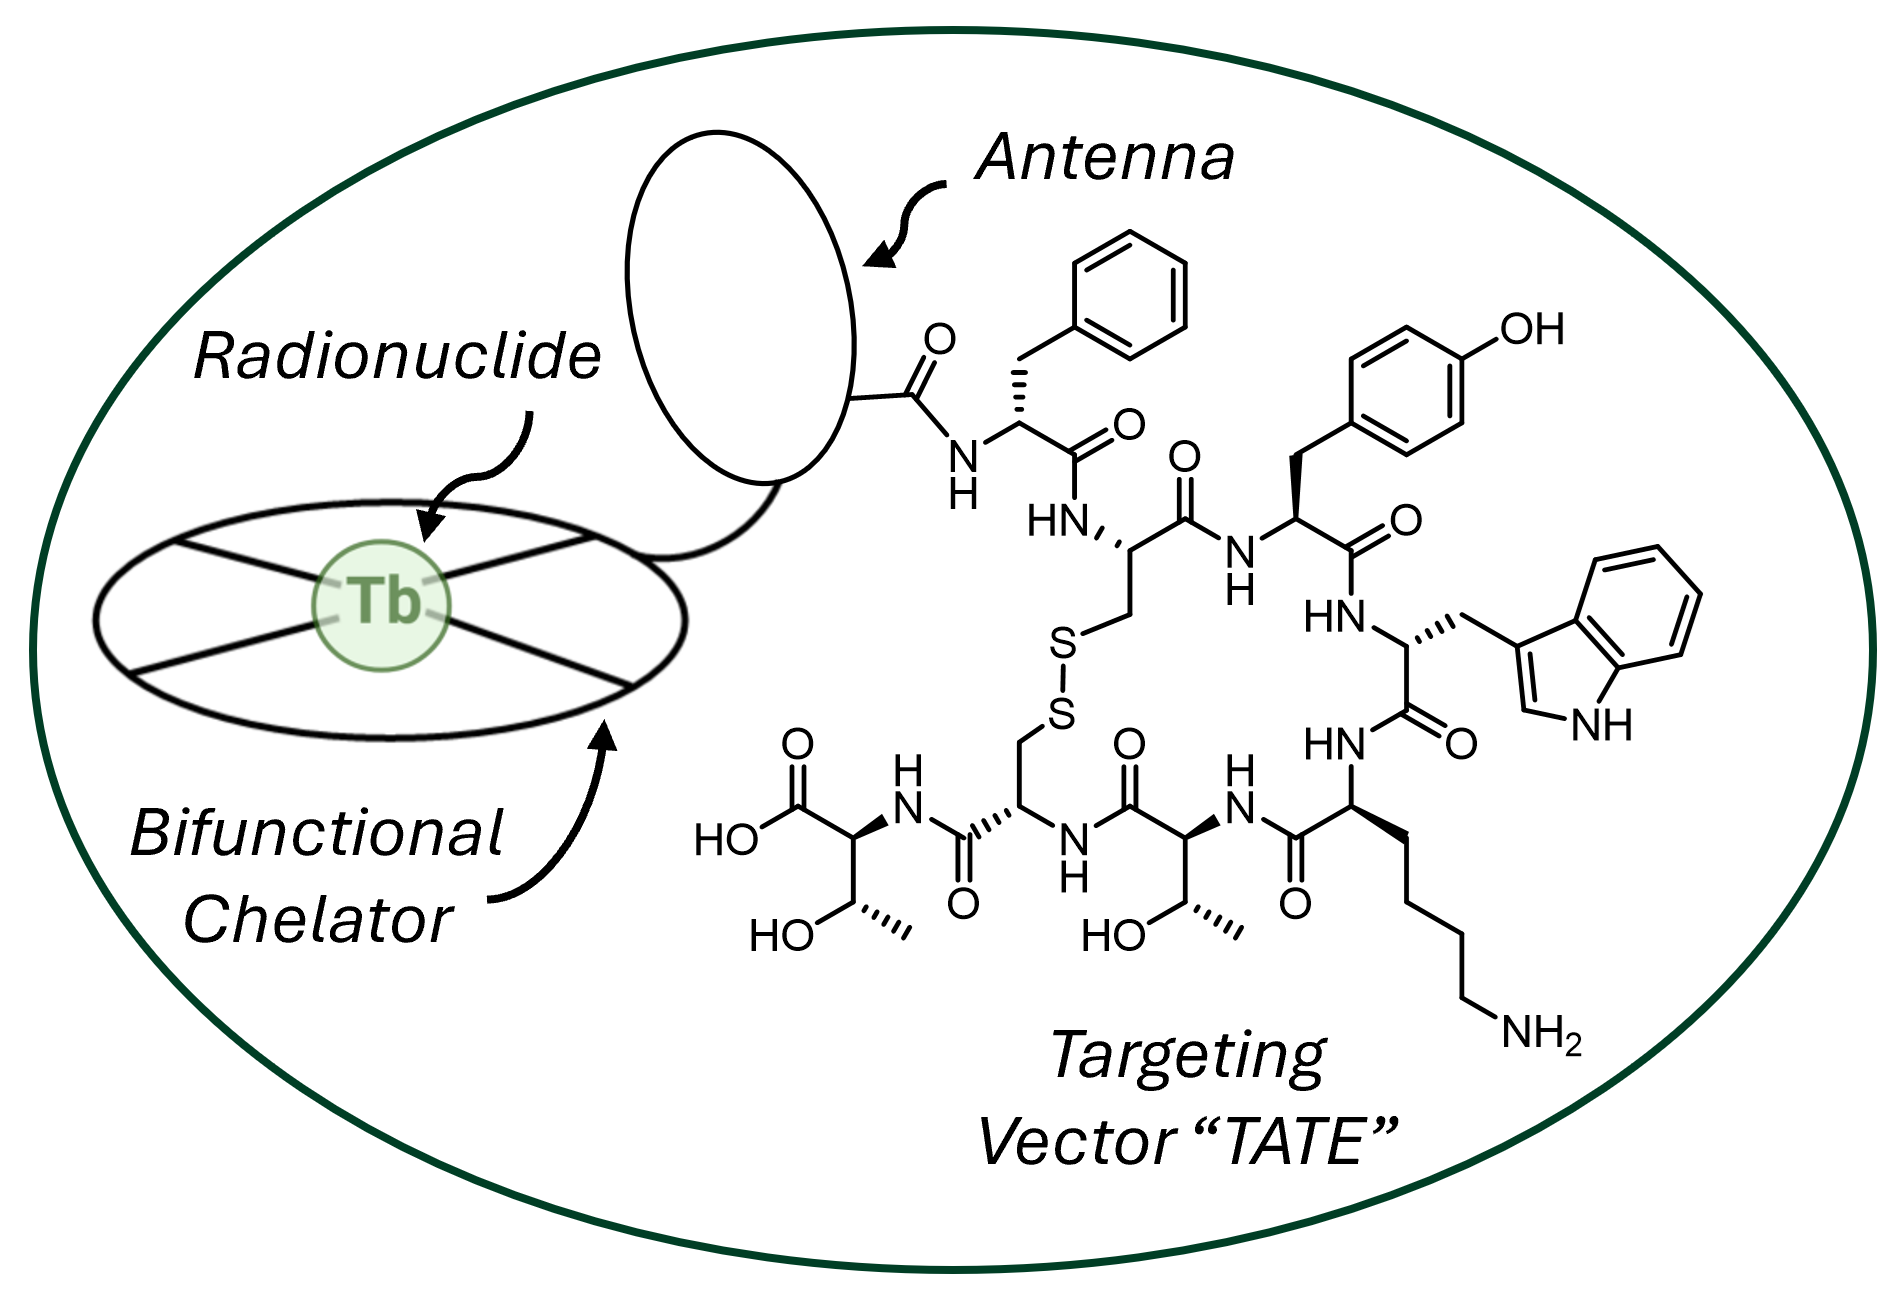 Antenna
Radionuclide
Tb
Bifunctional
Chelator
Targeting
Vector “TATE”
O
N
H
O
HN
O
N
H
OH
O
HN
NH
O
HN
S
S
O
HO
H
N
HO
O
N
H
O
HO
H
N
O
NH2